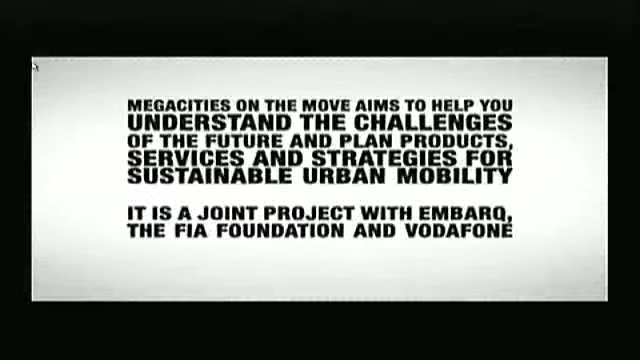 MEGACITIES ON THE MOVE AIMS TO HELP YOU
UNDERSTAND THE CHALLENGES
OF THE FUTURE AND PLAN PRODUCTS,
SERVICES AND STRATEGIES FOR
SUSTAINABLE URBAN MOBILITY
IT IS A JOINT PROJECT WITH EMBARQ,
THE FIA FOUNDATION AND VODAFONE